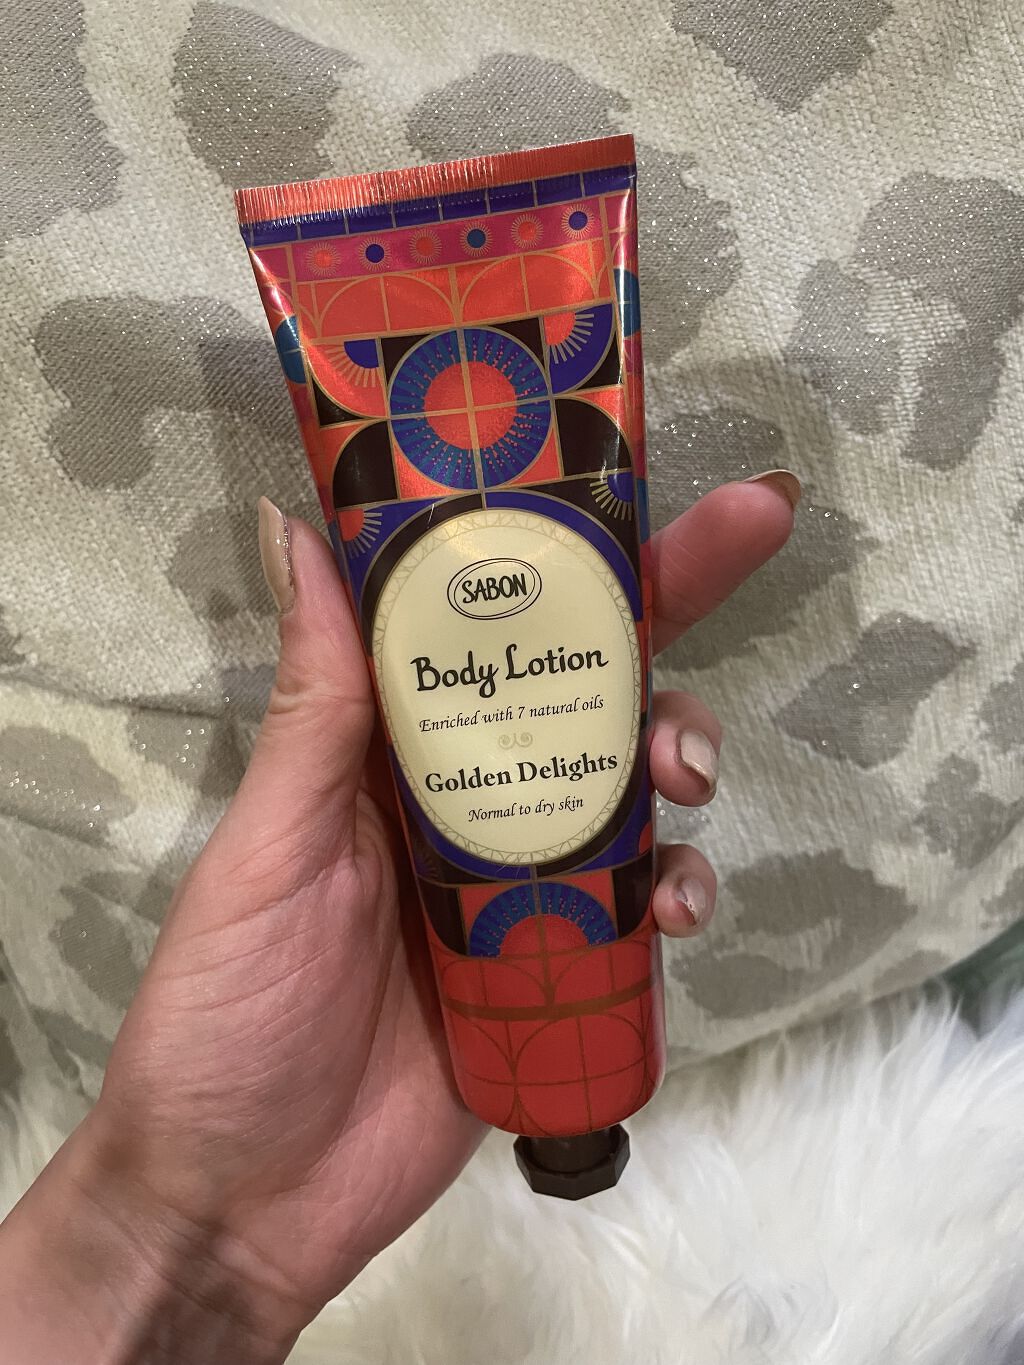 SABON
Body Lotion
Enriched with 7 natural oils
Golden Delights
Normal to dry skin